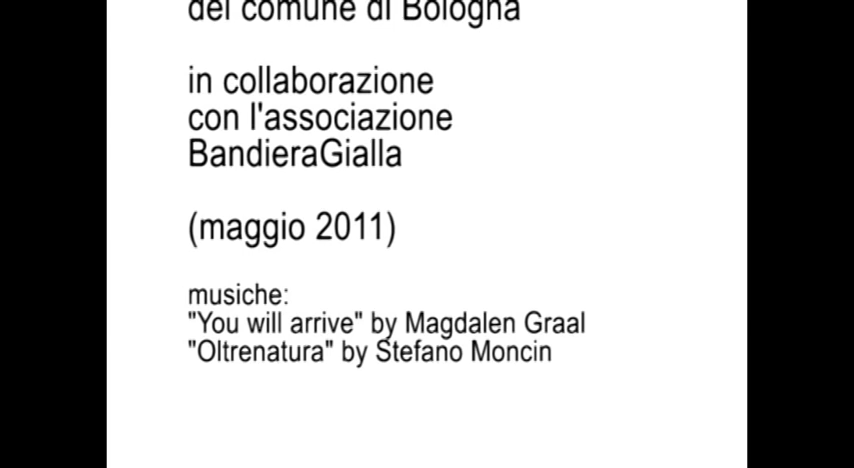 del comune di Bologna
in collaborazione
con l'associazione
BandieraGialla
(maggio 2011)
musiche:
"You will arrive" by Magdalen Graal
"Oltrenatura" by Stefano Moncin